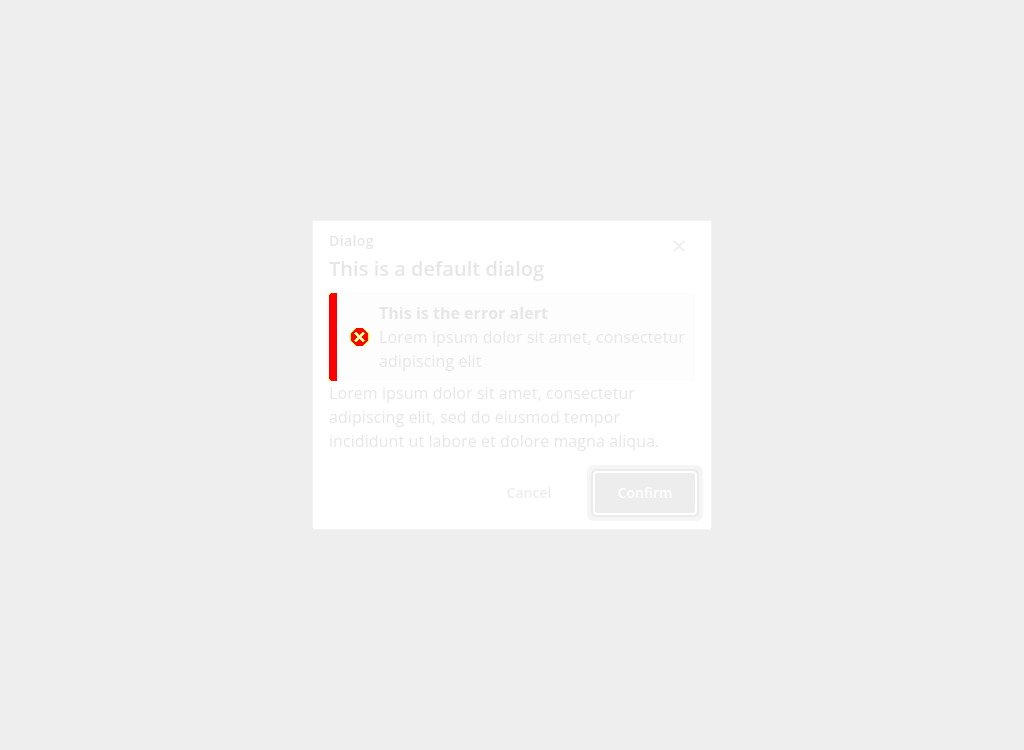 Dialog
This is a default dialog
This is the error alert
Lorem ipsum dolor sit amet, consectetur
adipiscing elit
Lorem ipsum dolor sit amet, consectetur
adipiscing elit, sed do eiusmod tempor
incididunt ut labore et dolore magna aliqua.
Cancel
Confirm